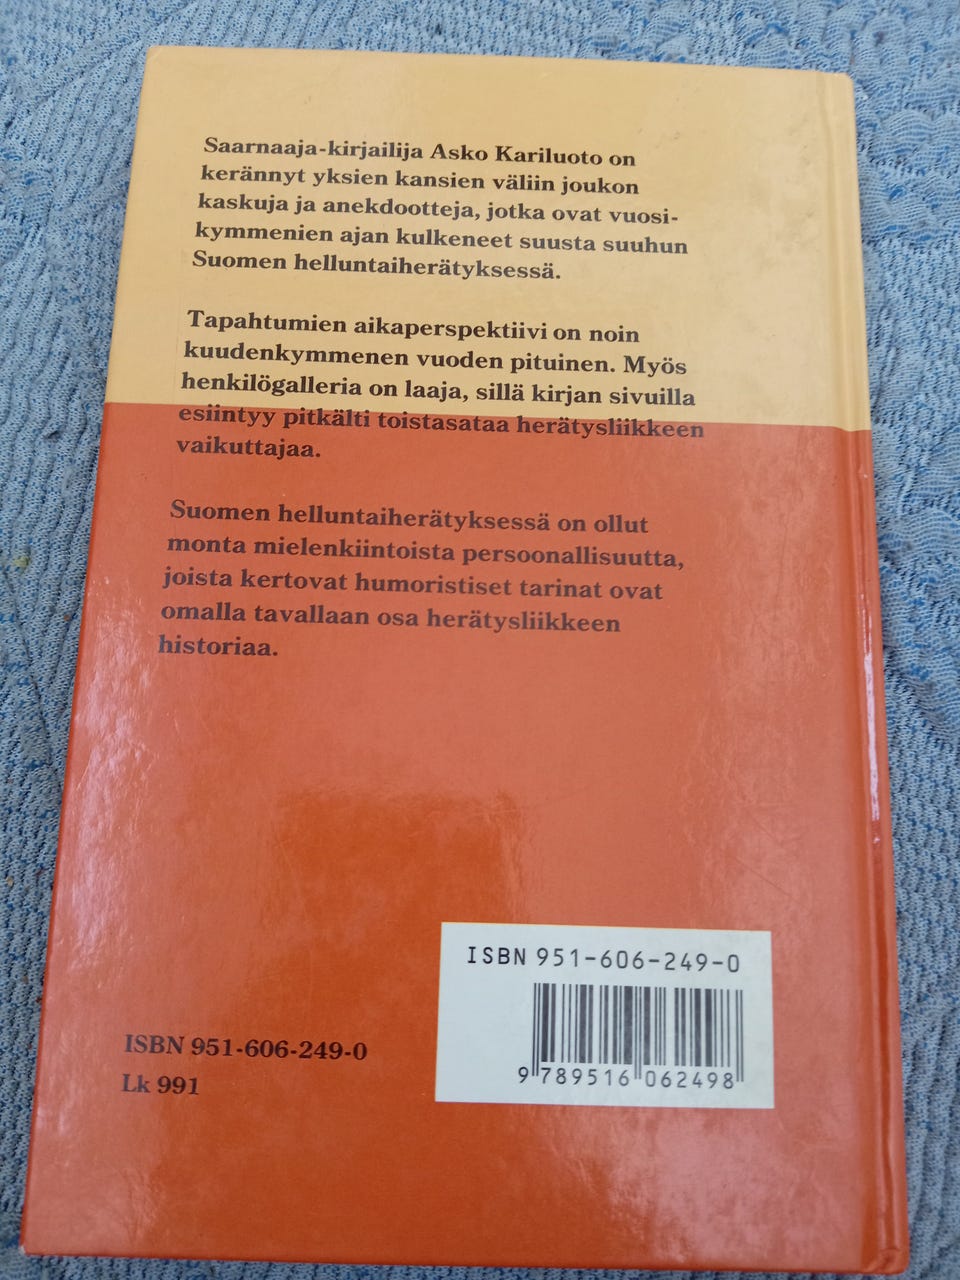 Saarnaaja-kirjailija Asko Kariluoto on
kerännyt yksien kansien väliin joukon
kaskuja ja anekdootteja, jotka ovat vuosi-
kymmenien ajan kulkeneet suusta suuhun
Suomen helluntaiherätyksessä.
Tapahtumien aikaperspektiivi on noin
kuudenkymmenen vuoden pituinen. Myös
henkilögalleria on laaja, sillä kirjan sivuilla
esiintyy pitkälti toistasataa herätysliikkeen
vaikuttajaa.
Suomen helluntaiherätyksessä on ollut
monta mielenkiintoista persoonallisuutta,
joista kertovat humoristiset tarinat ovat
omalla tavallaan osa herätysliikkeen
historiaa.
ISBN 951-606-249-0
Lk 991
ISBN 951-606-249-0
9 789516 062498